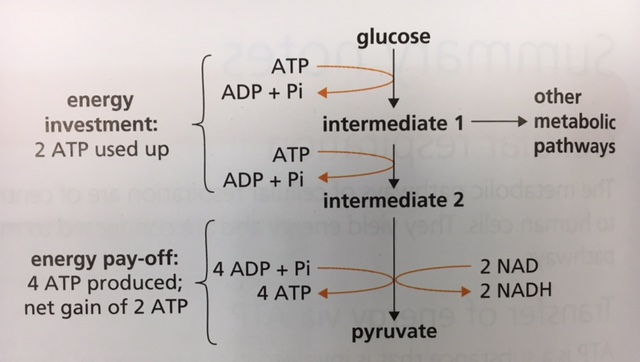 glucose
ATP
ADP + Pi
energy
investment:
2 ATP used up
intermediate 1
other
metabolic
pathways
ATP
ADP + Pi
intermediate 2
energy pay-off:
4 ATP produced;
net gain of 2 ATP
4 ADP + Pi
4 ATP
2 NAD
2 NADH
pyruvate